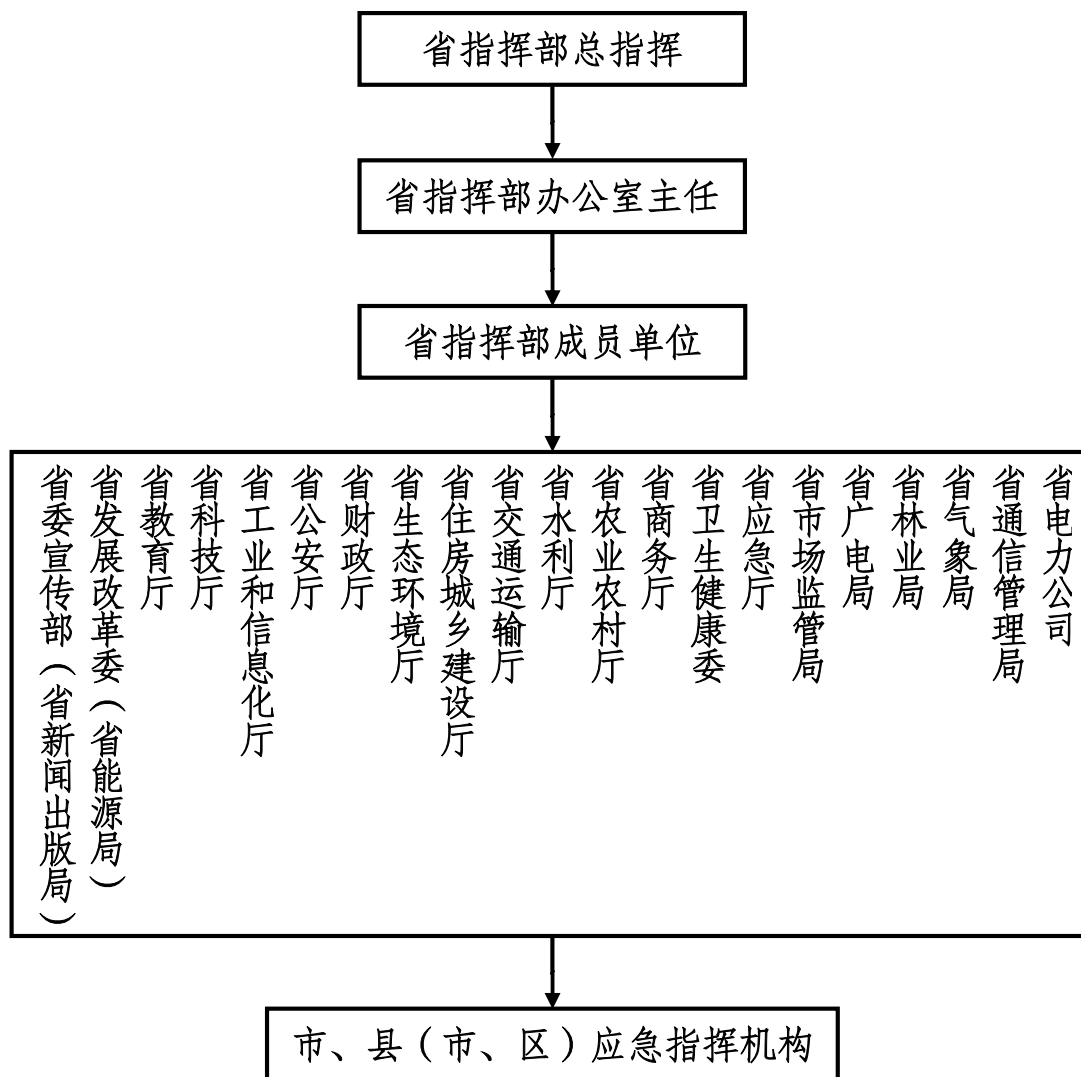 省指挥部总指挥
省指挥部办公室主任
省指挥部成员单位
省委宣传部（省新闻出版局）
省发展改革委（省能源局）
省教育厅
省科技厅
省工业和信息化厅
省公安厅
省财政厅
省生态环境厅
省住房城乡建设厅
省交通运输厅
省水利厅
省农业农村厅
省商务厅
省卫生健康委
省应急厅
省市场监管局
省广电局
省林业局
省气象局
省通信管理局
省电力公司
市、县（市、区）应急指挥机构